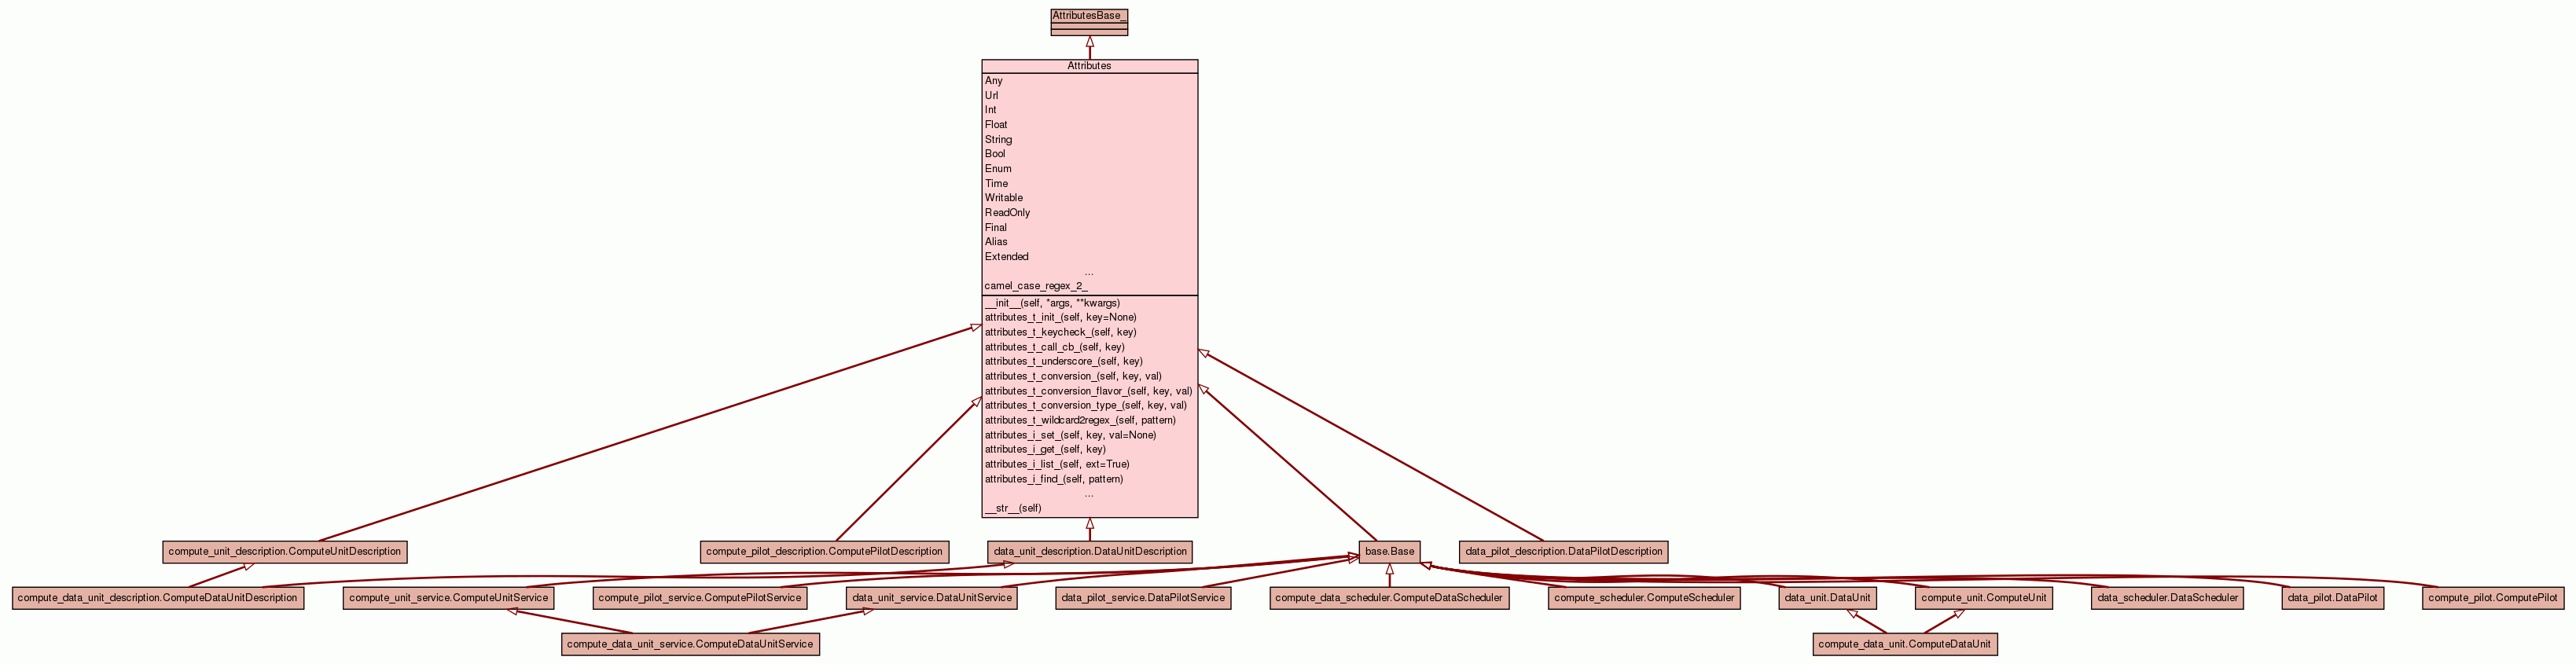 AttributesBase_
Attributes
Any
Url
Int
Float
String
Bool
Enum
Time
Writable
ReadOnly
Final
Alias
Extended
...
camel_case_regex_2_
__init__(self, *args, **kwargs)
attributes_t_init_(self, key=None)
attributes_t_keycheck_(self, key)
attributes_t_call_cb_(self, key)
attributes_t_underscore_(self, key)
attributes_t_conversion_(self, key, val)
attributes_t_conversion_flavor_(self, key, val)
attributes_t_conversion_type_(self, key, val)
attributes_t_wildcard2regex_(self, pattern)
attributes_i_set_(self, key, val=None)
attributes_i_get_(self, key)
attributes_i_list_(self, ext=True)
attributes_i_find_(self, pattern)
...
__str__(self)
compute_unit_description.ComputeUnitDescription
compute_pilot_description.ComputePilotDescription
data_unit_description.DataUnitDescription
base.Base
data_pilot_description.DataPilotDescription
compute_data_unit_description.ComputeDataUnitDescription
compute_unit_service.ComputeUnitService
compute_pilot_service.ComputePilotService
data_unit_service.DataUnitService
data_pilot_service.DataPilotService
compute_data_scheduler.ComputeDataScheduler
compute_scheduler.ComputeScheduler
data_unit.DataUnit
compute_unit.ComputeUnit
data_scheduler.DataScheduler
data_pilot.DataPilot
compute_pilot.ComputePilot
compute_data_unit_service.ComputeDataUnitService
compute_data_unit.ComputeDataUnit